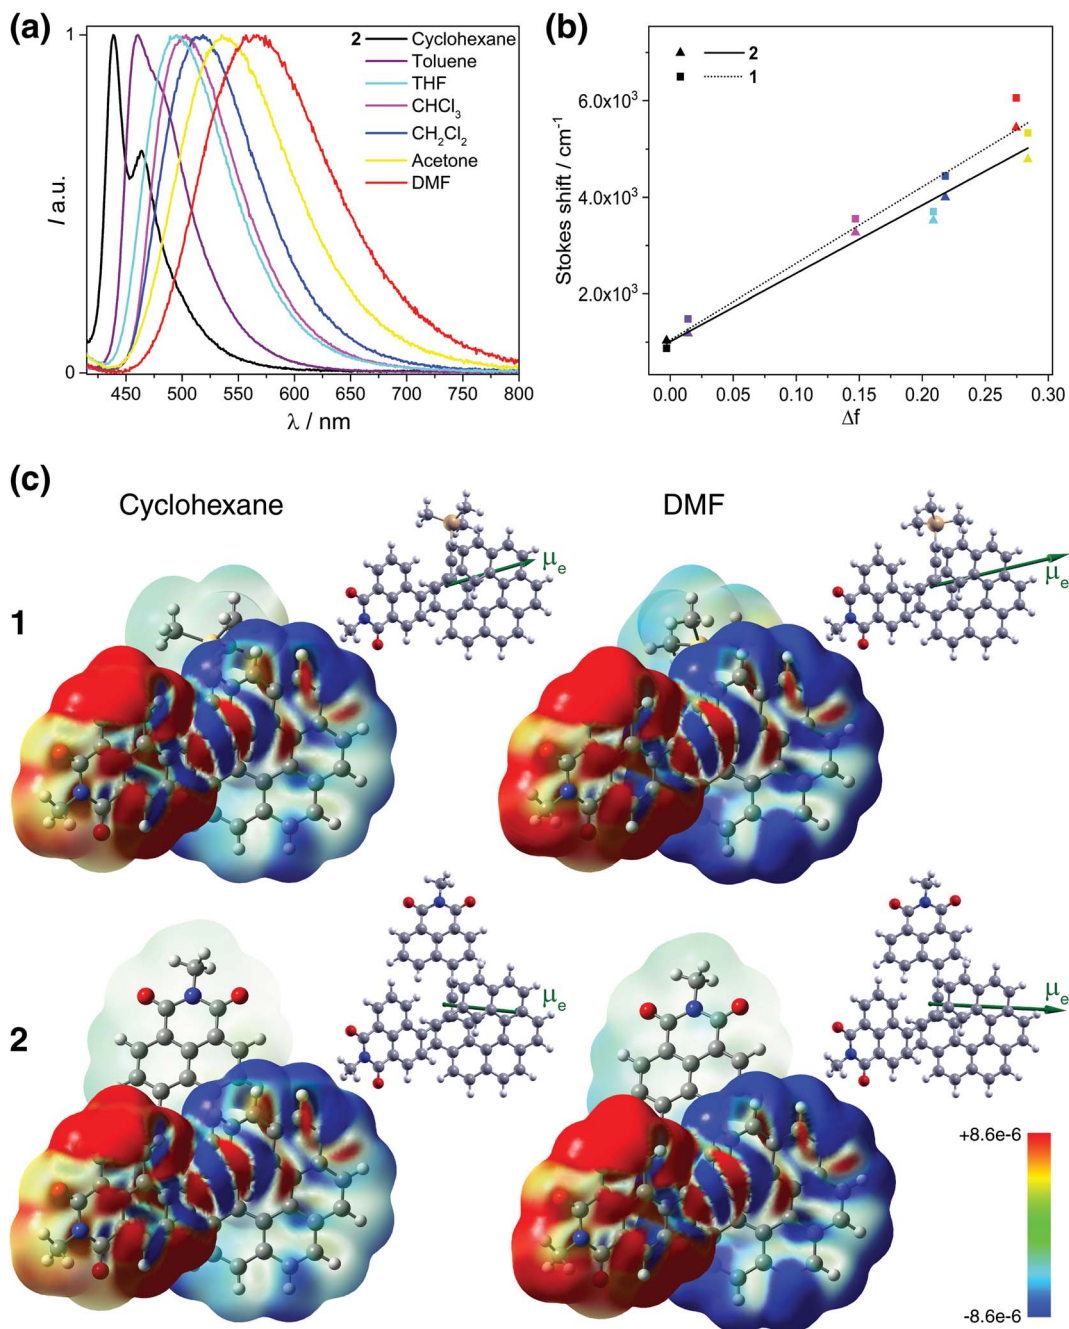 (a)
I / a.u.
1
0
2 Cyclohexane
Toluene
THF
CHCl₃
CH₂Cl₂
Acetone
DMF
450 500 550 600 650 700 750 800
λ / nm
(b)
Stokes shift / cm⁻¹
6.0x10³
4.0x10³
2.0x10³
2
1
0.00 0.05 0.10 0.15 0.20 0.25 0.30
Δf
(c)
Cyclohexane
DMF
μₑ
μₑ
1
μₑ
μₑ
2
+8.6e-6
-8.6e-6